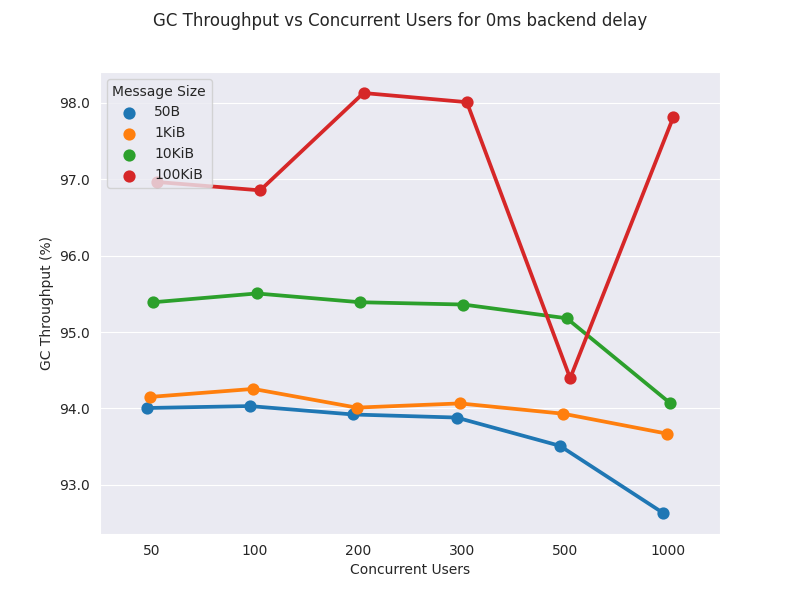 GC Throughput vs Concurrent Users for 0ms backend delay
Message Size
50B
1KiB
10KiB
100KiB
98.0
97.0
96.0
95.0
94.0
93.0
GC Throughput (%)
50 100 200 300 500 1000
Concurrent Users